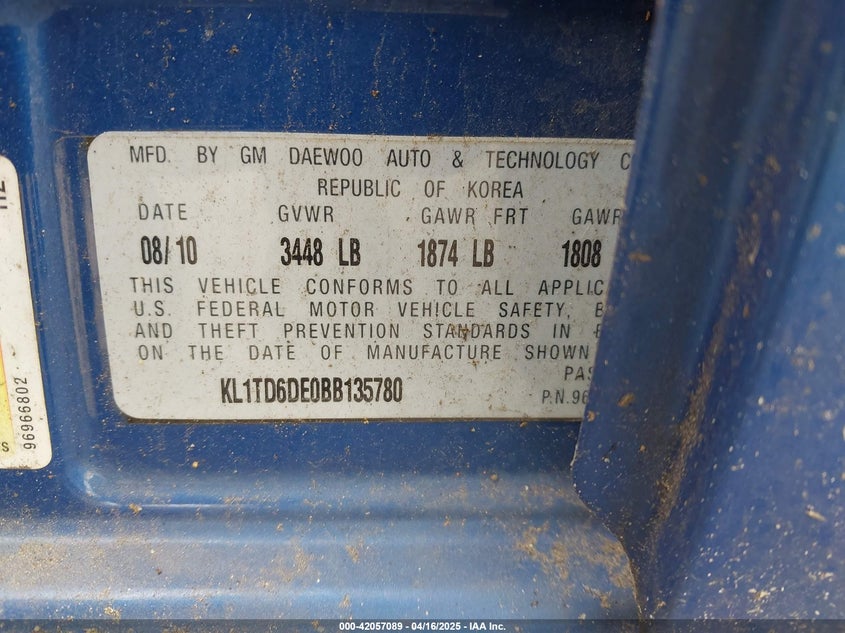 MFD. BY GM DAEWOO AUTO & TECHNOLOGY
REPUBLIC OF KOREA
DATE GVWR GAWR FRT GAWR
08/10 3448 LB 1874 LB 1808
THIS VEHICLE CONFORMS TO ALL
U.S. FEDERAL MOTOR VEHICLE SAFETY,
AND THEFT PREVENTION STANDARDS IN
ON THE DATE OF MANUFACTURE SHOWN
KL1TD6DE0BB135780
P.N.96
96966802
000-42057089 - 04/16/2025 - IAA Inc.